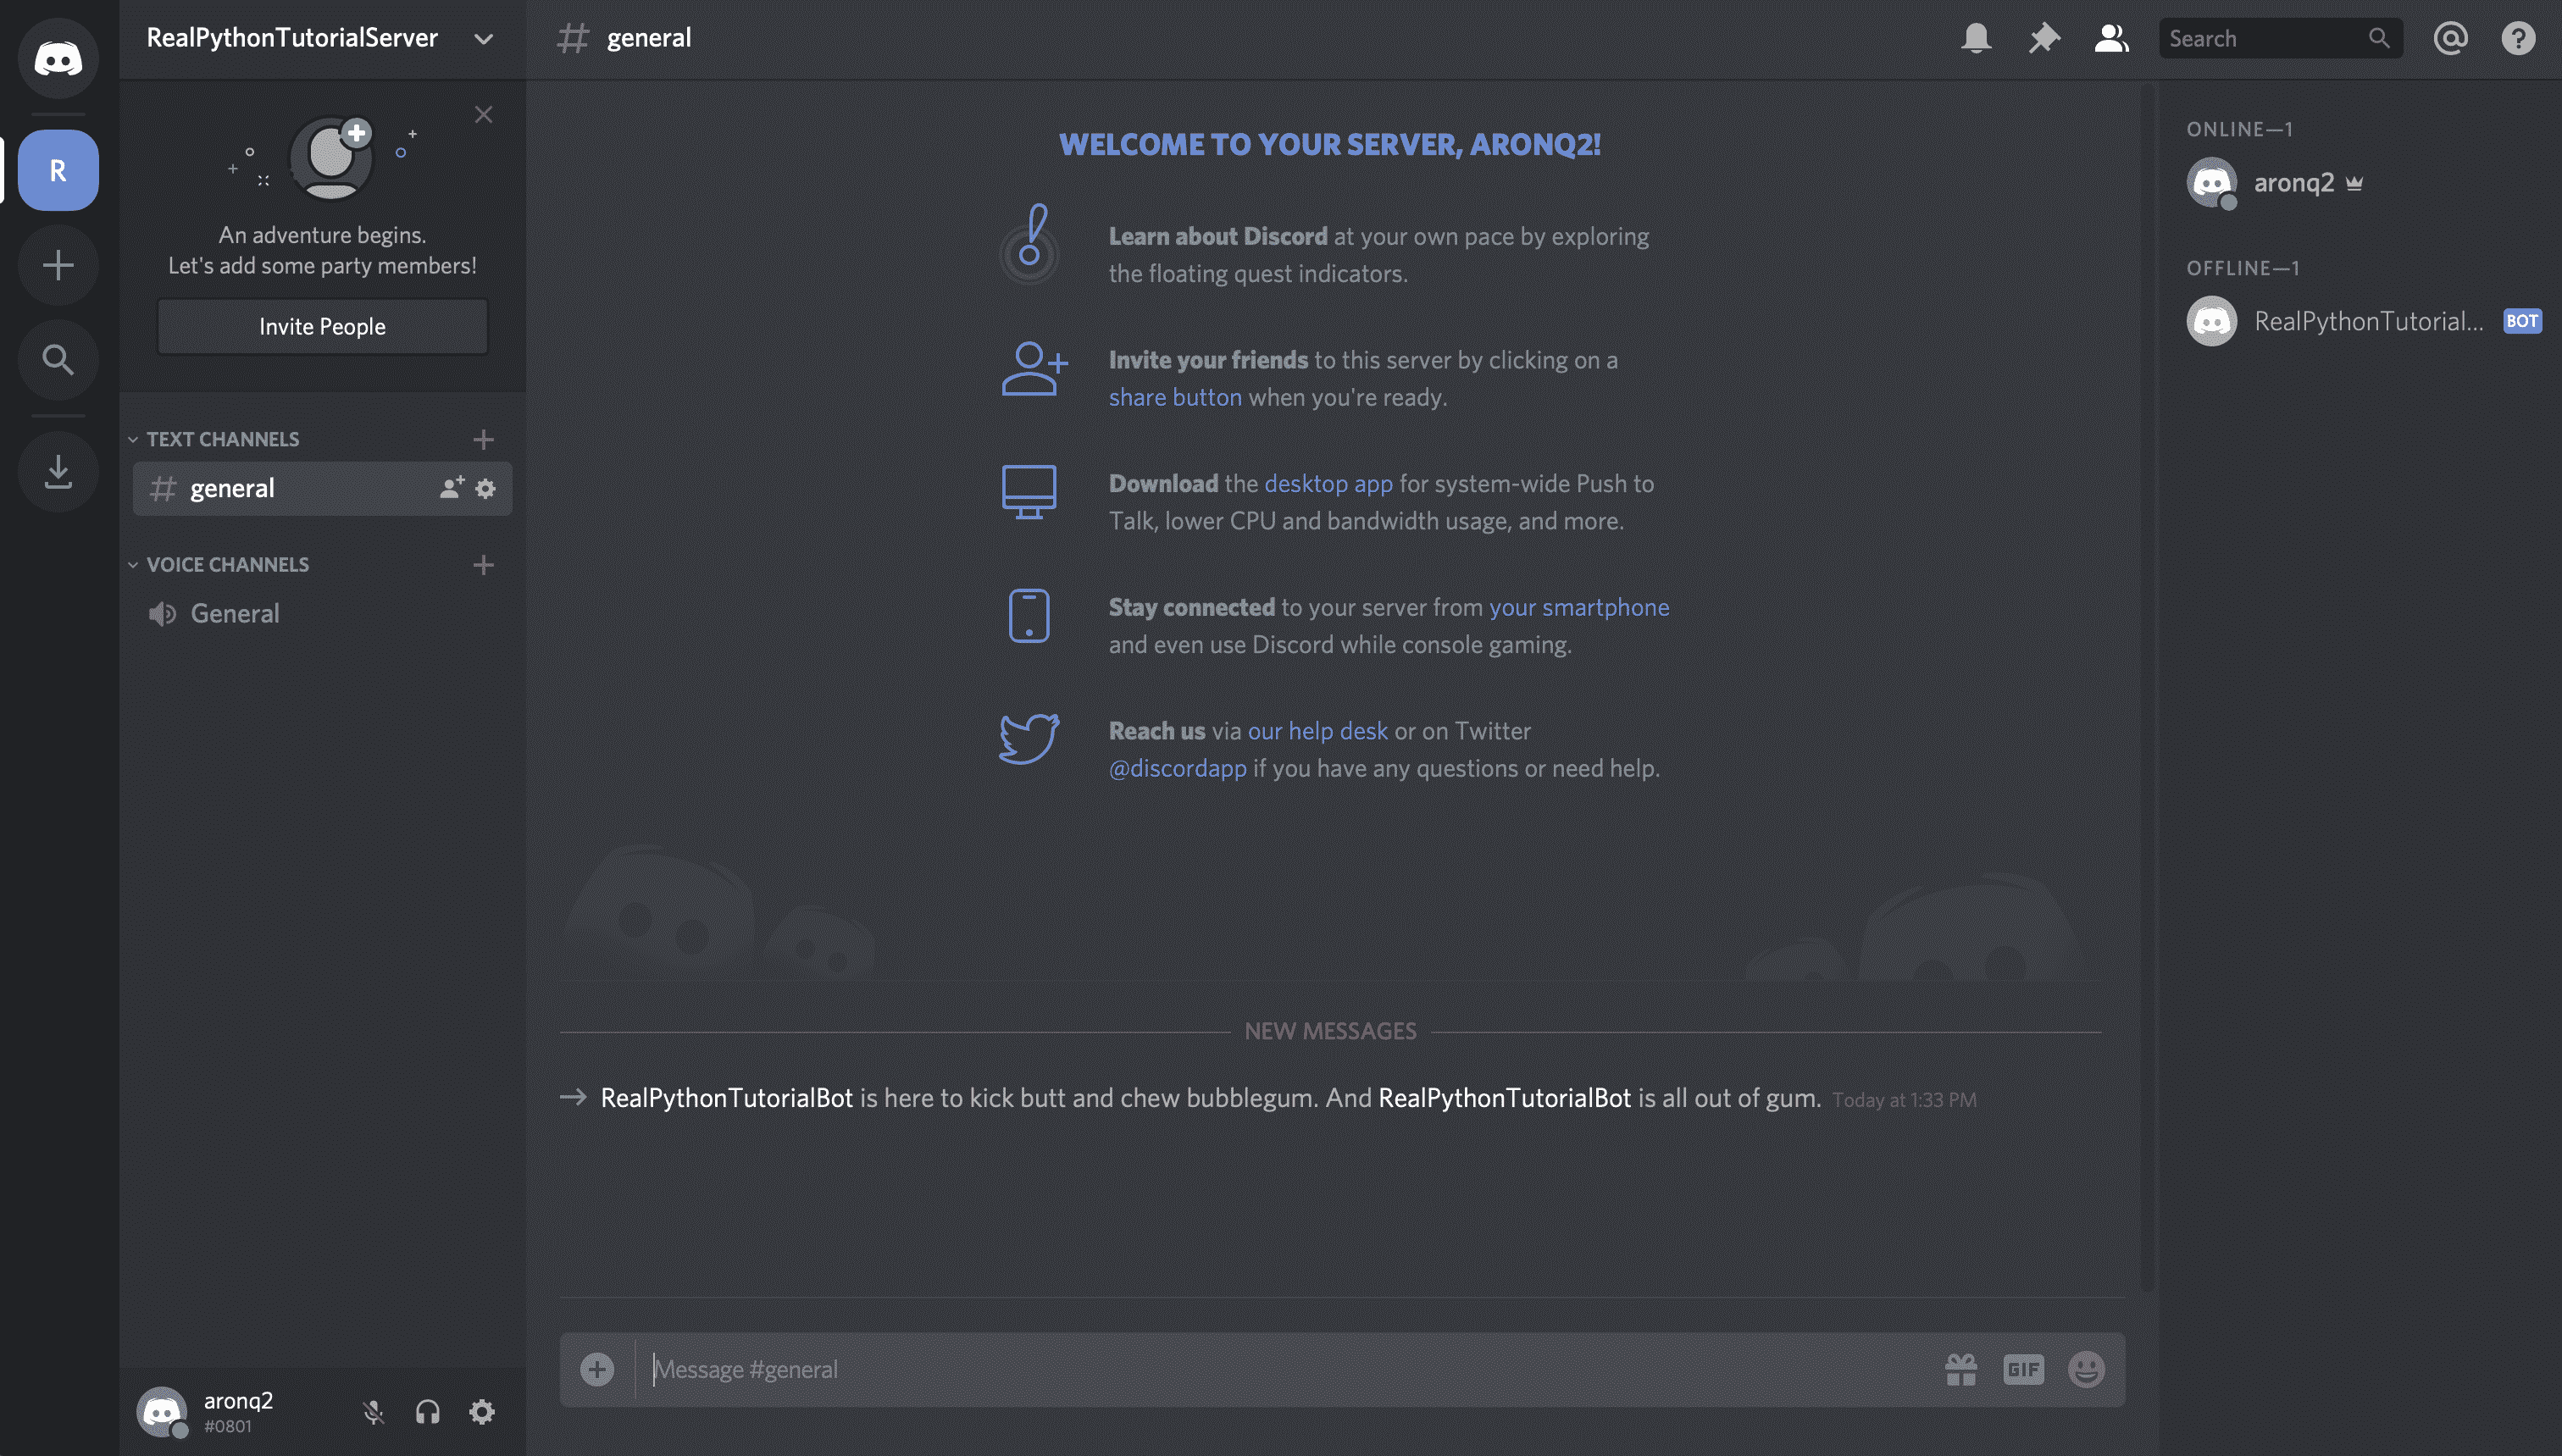 RealPythonTutorialServer
R
An adventure begins.
Let's add some party members!
Invite People
TEXT CHANNELS
general
VOICE CHANNELS
General
aronq2
#0801
general
Search
WELCOME TO YOUR SERVER, ARONQ2!
Learn about Discord at your own pace by exploring
the floating quest indicators.
Invite your friends to this server by clicking on a
share button when you're ready.
Download the desktop app for system-wide Push to
Talk, lower CPU and bandwidth usage, and more.
Stay connected to your server from your smartphone
and even use Discord while console gaming.
Reach us via our help desk or on Twitter
@discordapp if you have any questions or need help.
NEW MESSAGES
RealPythonTutorialBot is here to kick butt and chew bubblegum. And RealPythonTutorialBot is all out of gum. Today at 1:33 PM
Message #general
GIF
ONLINE—1
aronq2
OFFLINE—1
RealPythonTutorial... BOT